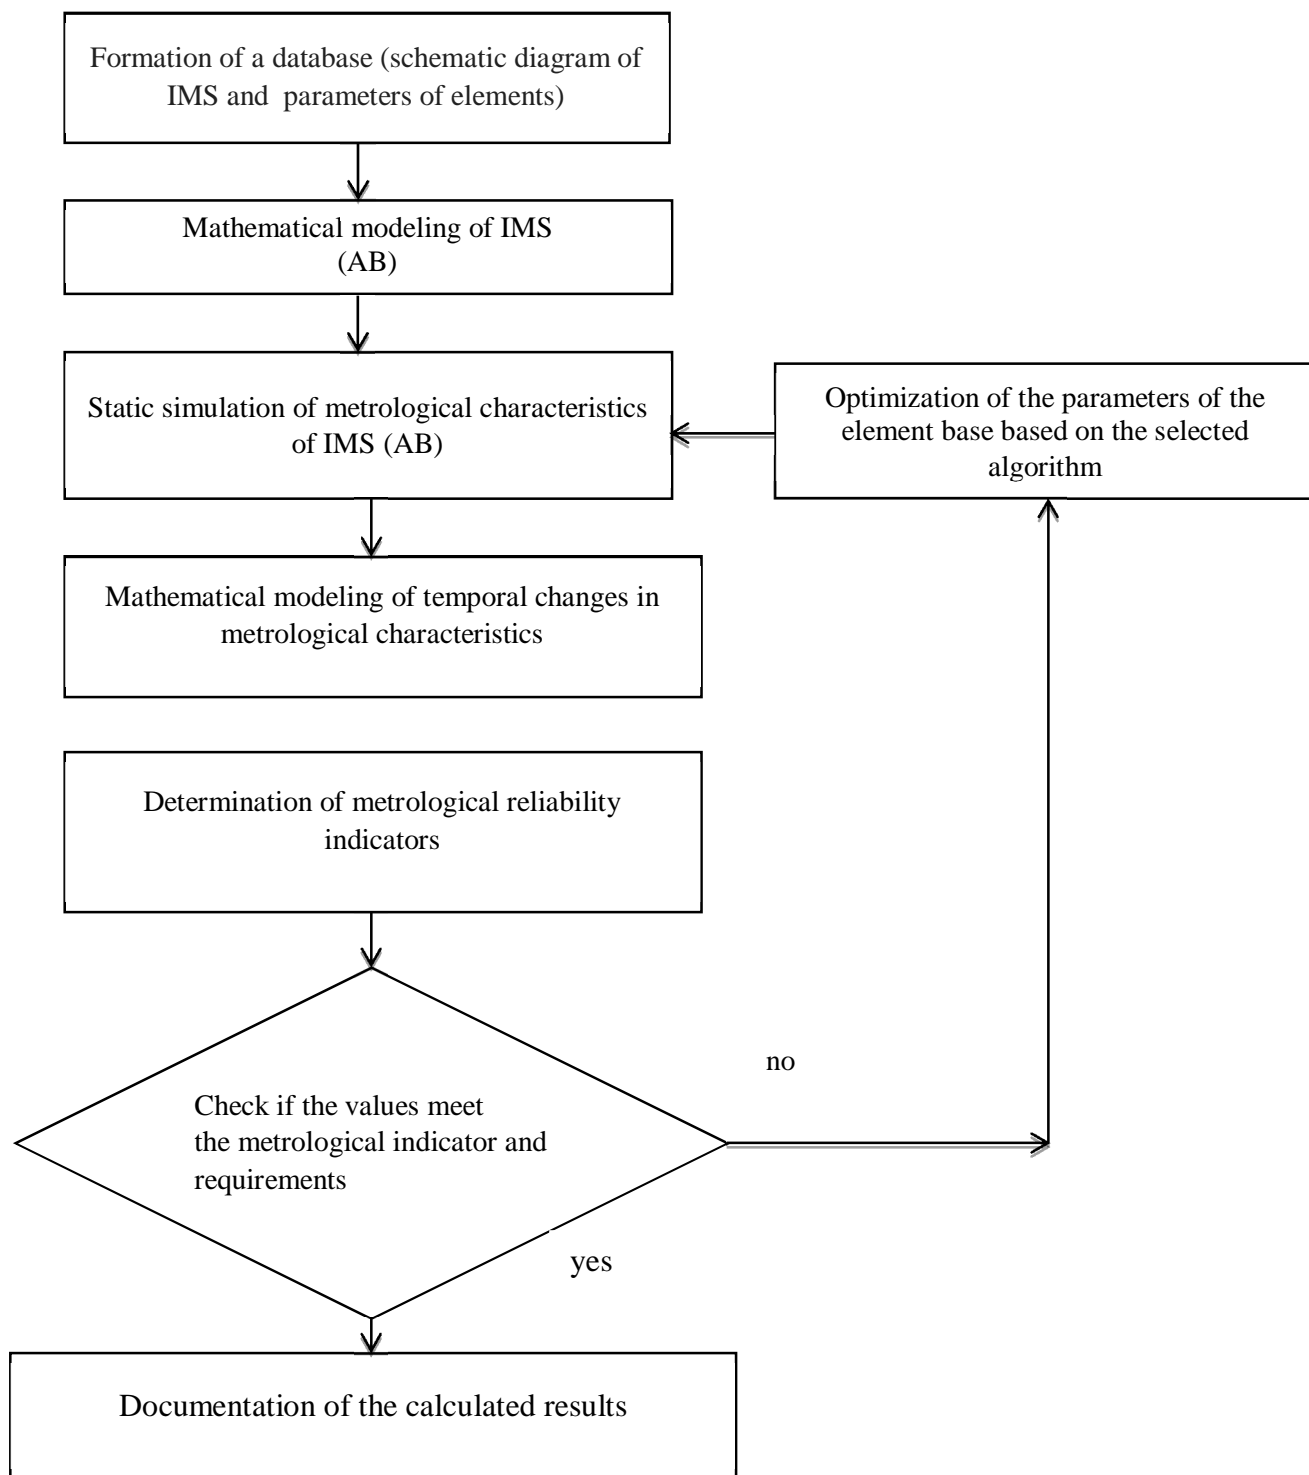 Formation of a database (schematic diagram of
IMS and  parameters of elements)
Mathematical modeling of IMS
(AB)
Static simulation of metrological characteristics
of IMS (AB)
Optimization of the parameters of the
element base based on the selected
algorithm
Mathematical modeling of temporal changes in
metrological characteristics
Determination of metrological reliability
indicators
no
Check if the values meet
the metrological indicator and
requirements
yes
Documentation of the calculated results